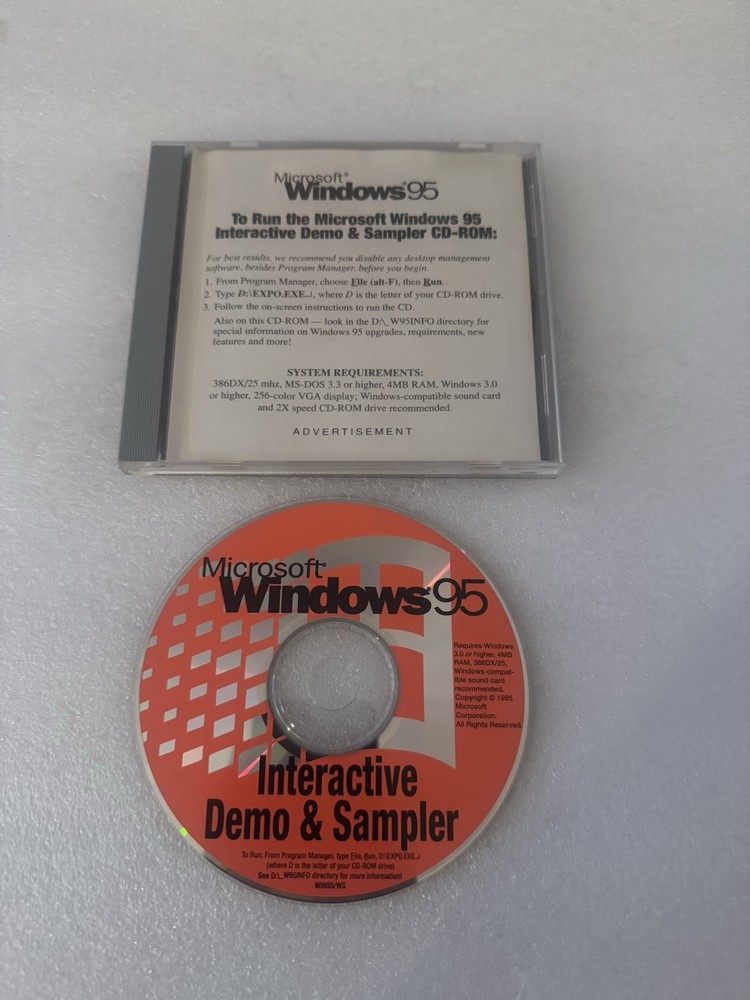 Microsoft®
Windows®95
To Run the Microsoft Windows 95
Interactive Demo & Sampler CD-ROM:
For best results, we recommend you disable any desktop management
software, besides Program Manager, before you begin.
1. From Program Manager, choose File (alt-F), then Run.
2. Type D:\EXPO.EXE↵, where D is the letter of your CD-ROM drive.
3. Follow the on-screen instructions to run the CD.
Also on this CD-ROM — look in the D:\_W95INFO directory for
special information on Windows 95 upgrades, requirements, new
features and more!
SYSTEM REQUIREMENTS:
386DX/25 mhz, MS-DOS 3.3 or higher, 4MB RAM, Windows 3.0
or higher, 256-color VGA display; Windows-compatible sound card
and 2X speed CD-ROM drive recommended.
ADVERTISEMENT
Microsoft®
Windows®95
Requires Windows
3.0 or higher, 4MB
RAM, 386DX/25,
Windows-compat-
ible sound card
recommended.
Copyright © 1995
Microsoft
Corporation.
All Rights Reserved.
Interactive
Demo & Sampler
To Run: From Program Manager, type File, Run, D:\EXPO.EXE↵
(where D is the letter of your CD-ROM drive)
See D:\_W95INFO directory for more information!
WIN95/WS